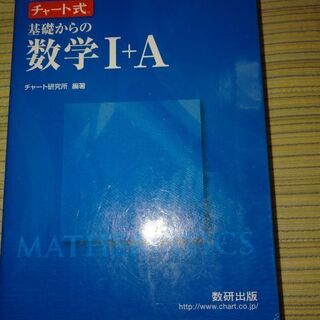 チャート式®
基礎からの
数学Ⅰ+A
チャート研究所 編著
MATHEMATICS
数研出版
http://www.chart.co.jp/